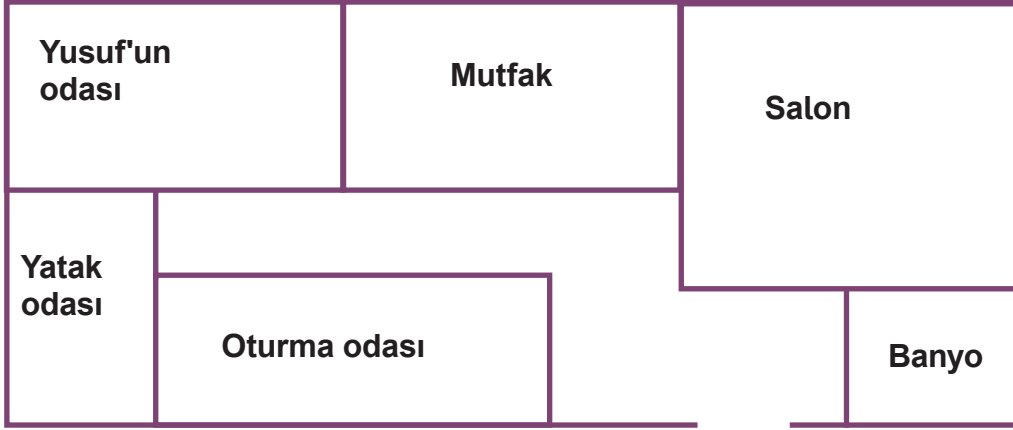 Yusuf'un
odası
Mutfak
Salon
Yatak
odası
Oturma odası
Banyo